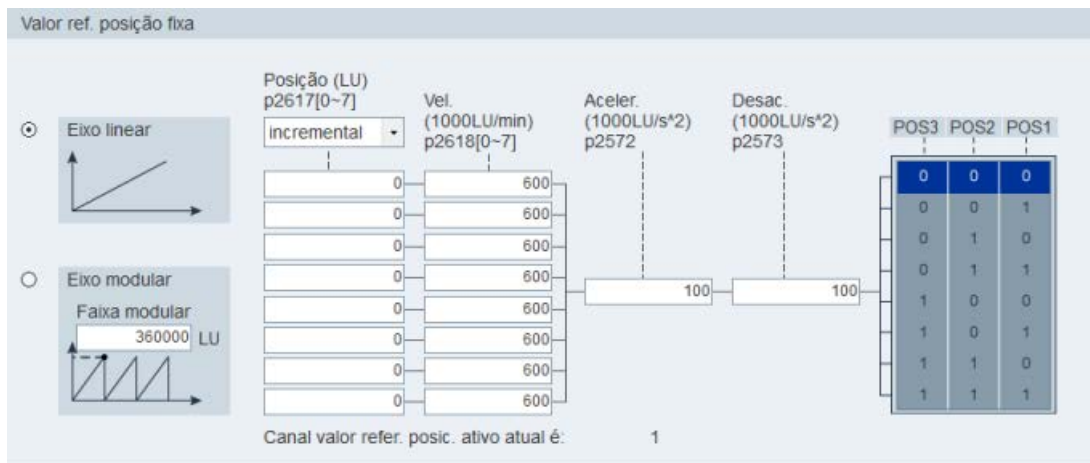 Valor ref. posição fixa
Posição (LU)
p2617[0~7]
Vel.
(1000LU/min)
p2618[0~7]
Aceler.
(1000LU/s^2)
p2572
Desac.
(1000LU/s^2)
p2573
Eixo linear
incremental
POS3 POS2 POS1
0 600 0 0 0
0 600 0 0 1
0 600 0 1 0
Eixo modular
0 600 0 1 1
Faixa modular
100 100
0 600 1 0 0
360000 LU
0 600 1 0 1
0 600 1 1 0
0 600 1 1 1
Canal valor refer. posic. ativo atual é: 1